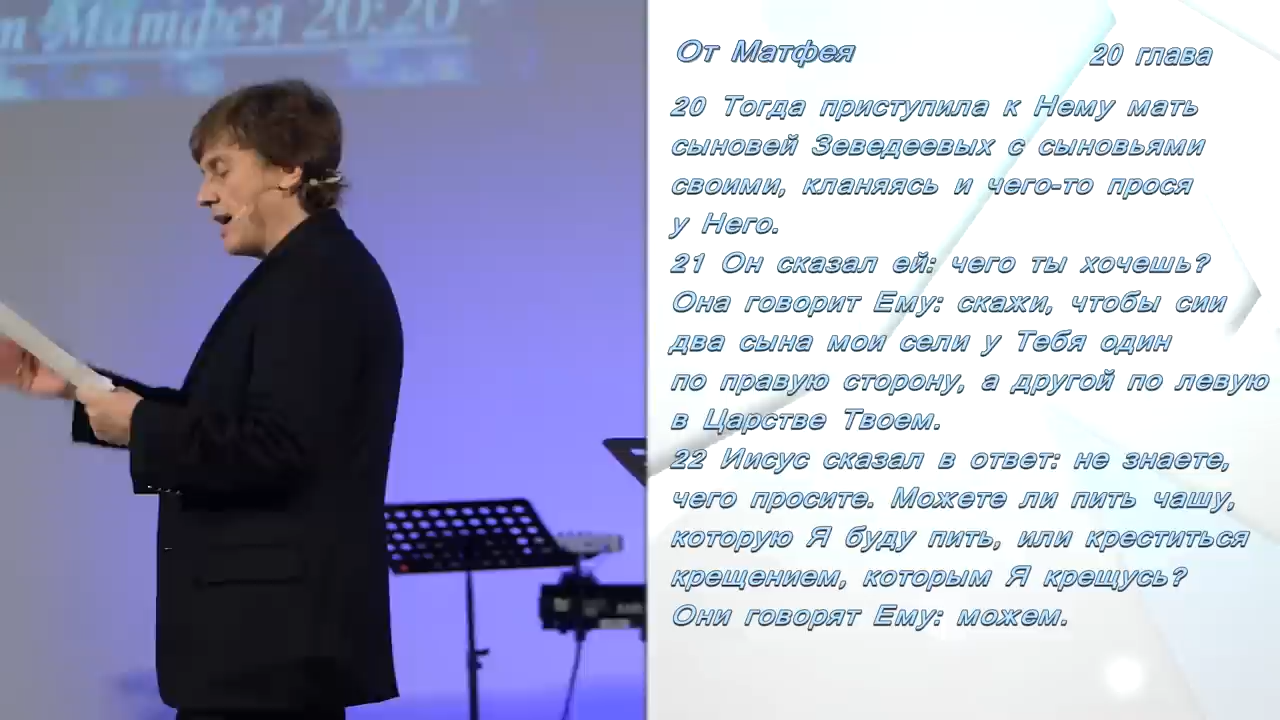 т Матфея 20:20
От Матфея 20 глава
20 Тогда приступила к Нему мать
сыновей Зеведеевых с сыновьями
своими, кланяясь и чего-то прося
у Него.
21 Он сказал ей: чего ты хочешь?
Она говорит Ему: скажи, чтобы сии
два сына мои сели у Тебя один
по правую сторону, а другой по левую
в Царстве Твоем.
22 Иисус сказал в ответ: не знаете,
чего просите. Можете ли пить чашу,
которую Я буду пить, или креститься
крещением, которым Я крещусь?
Они говорят Ему: можем.